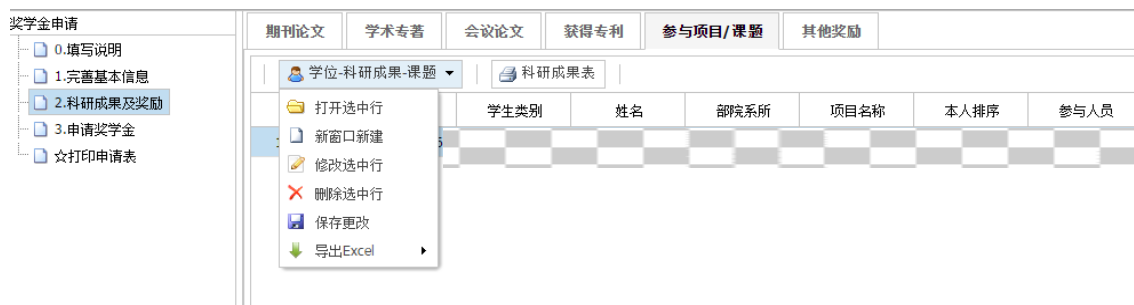 奖学金申请
0.填写说明
1.完善基本信息
2.科研成果及奖励
3.申请奖学金
☆打印申请表
期刊论文 学术专著 会议论文 获得专利 参与项目/课题 其他奖励
学位-科研成果-课题 科研成果表
学生类别 姓名 部院系所 项目名称 本人排序 参与人员
打开选中行
新窗口新建
修改选中行
删除选中行
保存更改
导出Excel